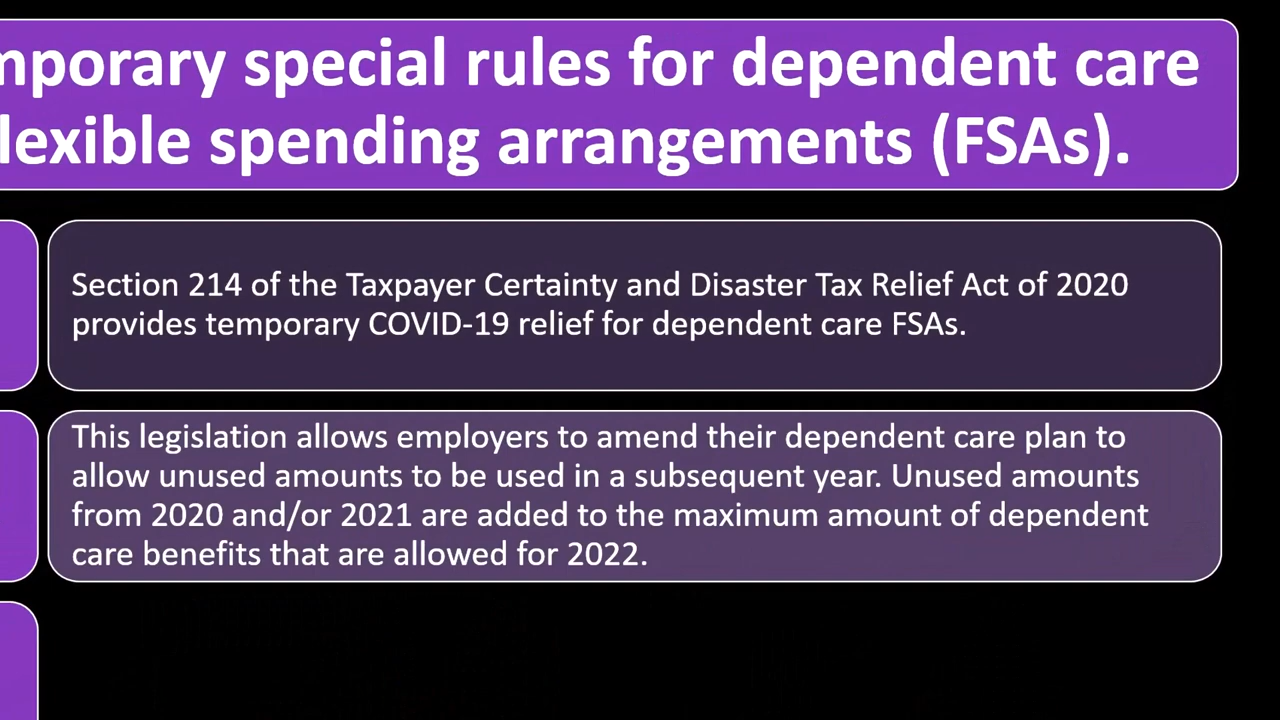 mporary special rules for dependent care
lexible spending arrangements (FSAs).
Section 214 of the Taxpayer Certainty and Disaster Tax Relief Act of 2020
provides temporary COVID-19 relief for dependent care FSAs.
This legislation allows employers to amend their dependent care plan to
allow unused amounts to be used in a subsequent year. Unused amounts
from 2020 and/or 2021 are added to the maximum amount of dependent
care benefits that are allowed for 2022.